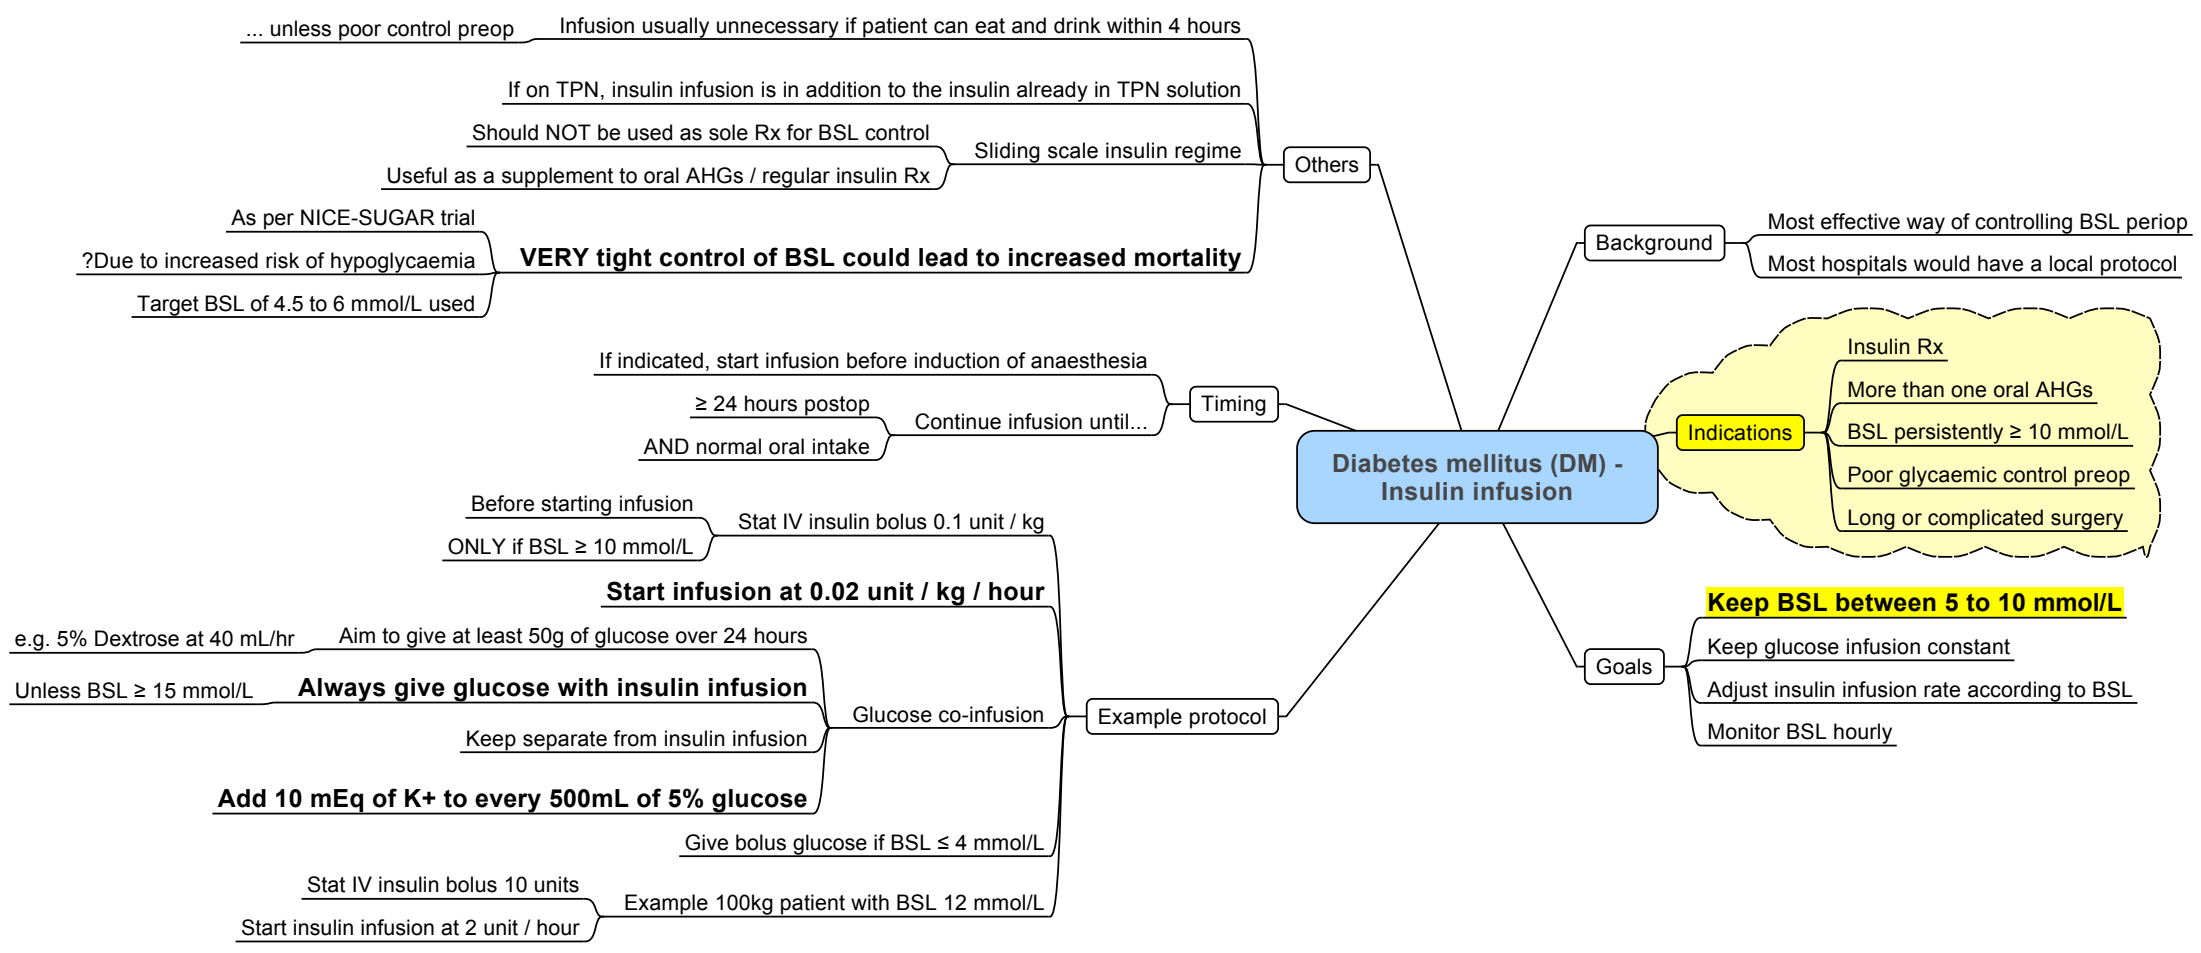 Diabetes mellitus (DM) -
Insulin infusion
Background
Most effective way of controlling BSL periop
Most hospitals would have a local protocol
Indications
Insulin Rx
More than one oral AHGs
BSL persistently ≥ 10 mmol/L
Poor glycaemic control preop
Long or complicated surgery
Goals
Keep BSL between 5 to 10 mmol/L
Keep glucose infusion constant
Adjust insulin infusion rate according to BSL
Monitor BSL hourly
Example protocol
Stat IV insulin bolus 0.1 unit / kg
Before starting infusion
ONLY if BSL ≥ 10 mmol/L
Start infusion at 0.02 unit / kg / hour
Glucose co-infusion
Aim to give at least 50g of glucose over 24 hours
e.g. 5% Dextrose at 40 mL/hr
Always give glucose with insulin infusion
Unless BSL ≥ 15 mmol/L
Keep separate from insulin infusion
Add 10 mEq of K+ to every 500mL of 5% glucose
Give bolus glucose if BSL ≤ 4 mmol/L
Example 100kg patient with BSL 12 mmol/L
Stat IV insulin bolus 10 units
Start insulin infusion at 2 unit / hour
Timing
If indicated, start infusion before induction of anaesthesia
Continue infusion until...
≥ 24 hours postop
AND normal oral intake
Others
Infusion usually unnecessary if patient can eat and drink within 4 hours
... unless poor control preop
If on TPN, insulin infusion is in addition to the insulin already in TPN solution
Sliding scale insulin regime
Should NOT be used as sole Rx for BSL control
Useful as a supplement to oral AHGs / regular insulin Rx
VERY tight control of BSL could lead to increased mortality
As per NICE-SUGAR trial
?Due to increased risk of hypoglycaemia
Target BSL of 4.5 to 6 mmol/L used